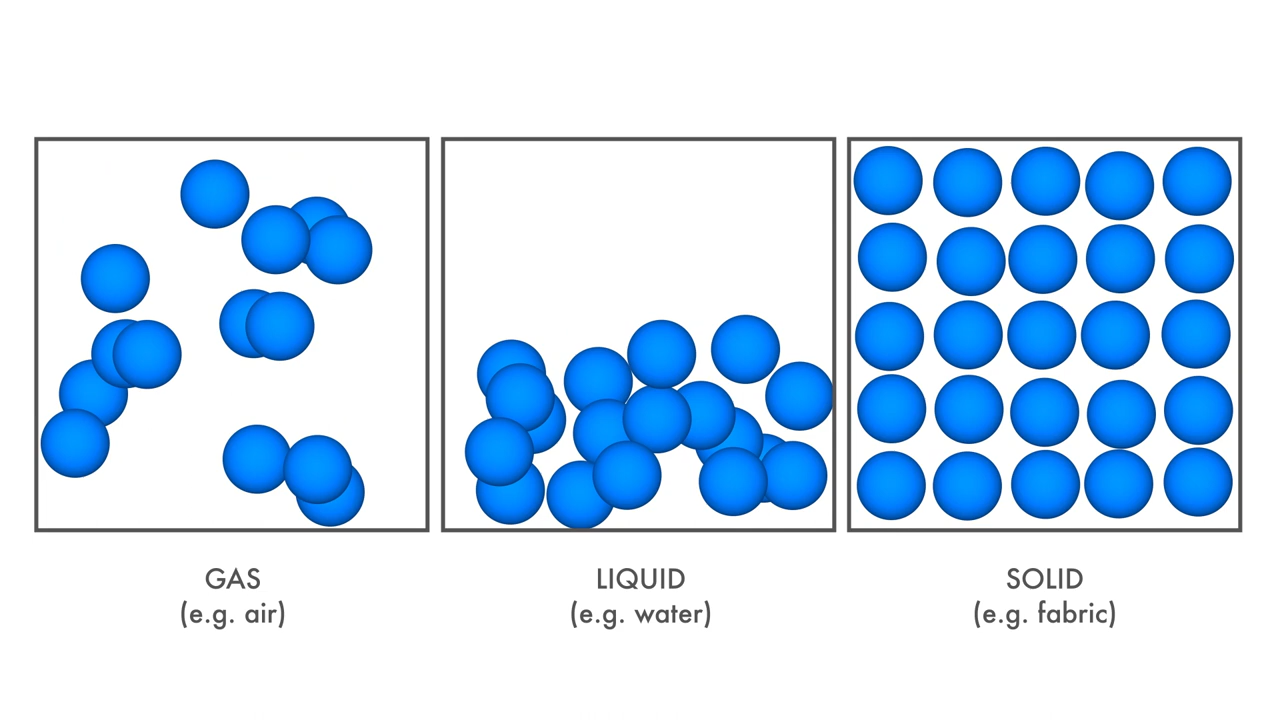 GAS
(e.g. air)
LIQUID
(e.g. water)
SOLID
(e.g. fabric)